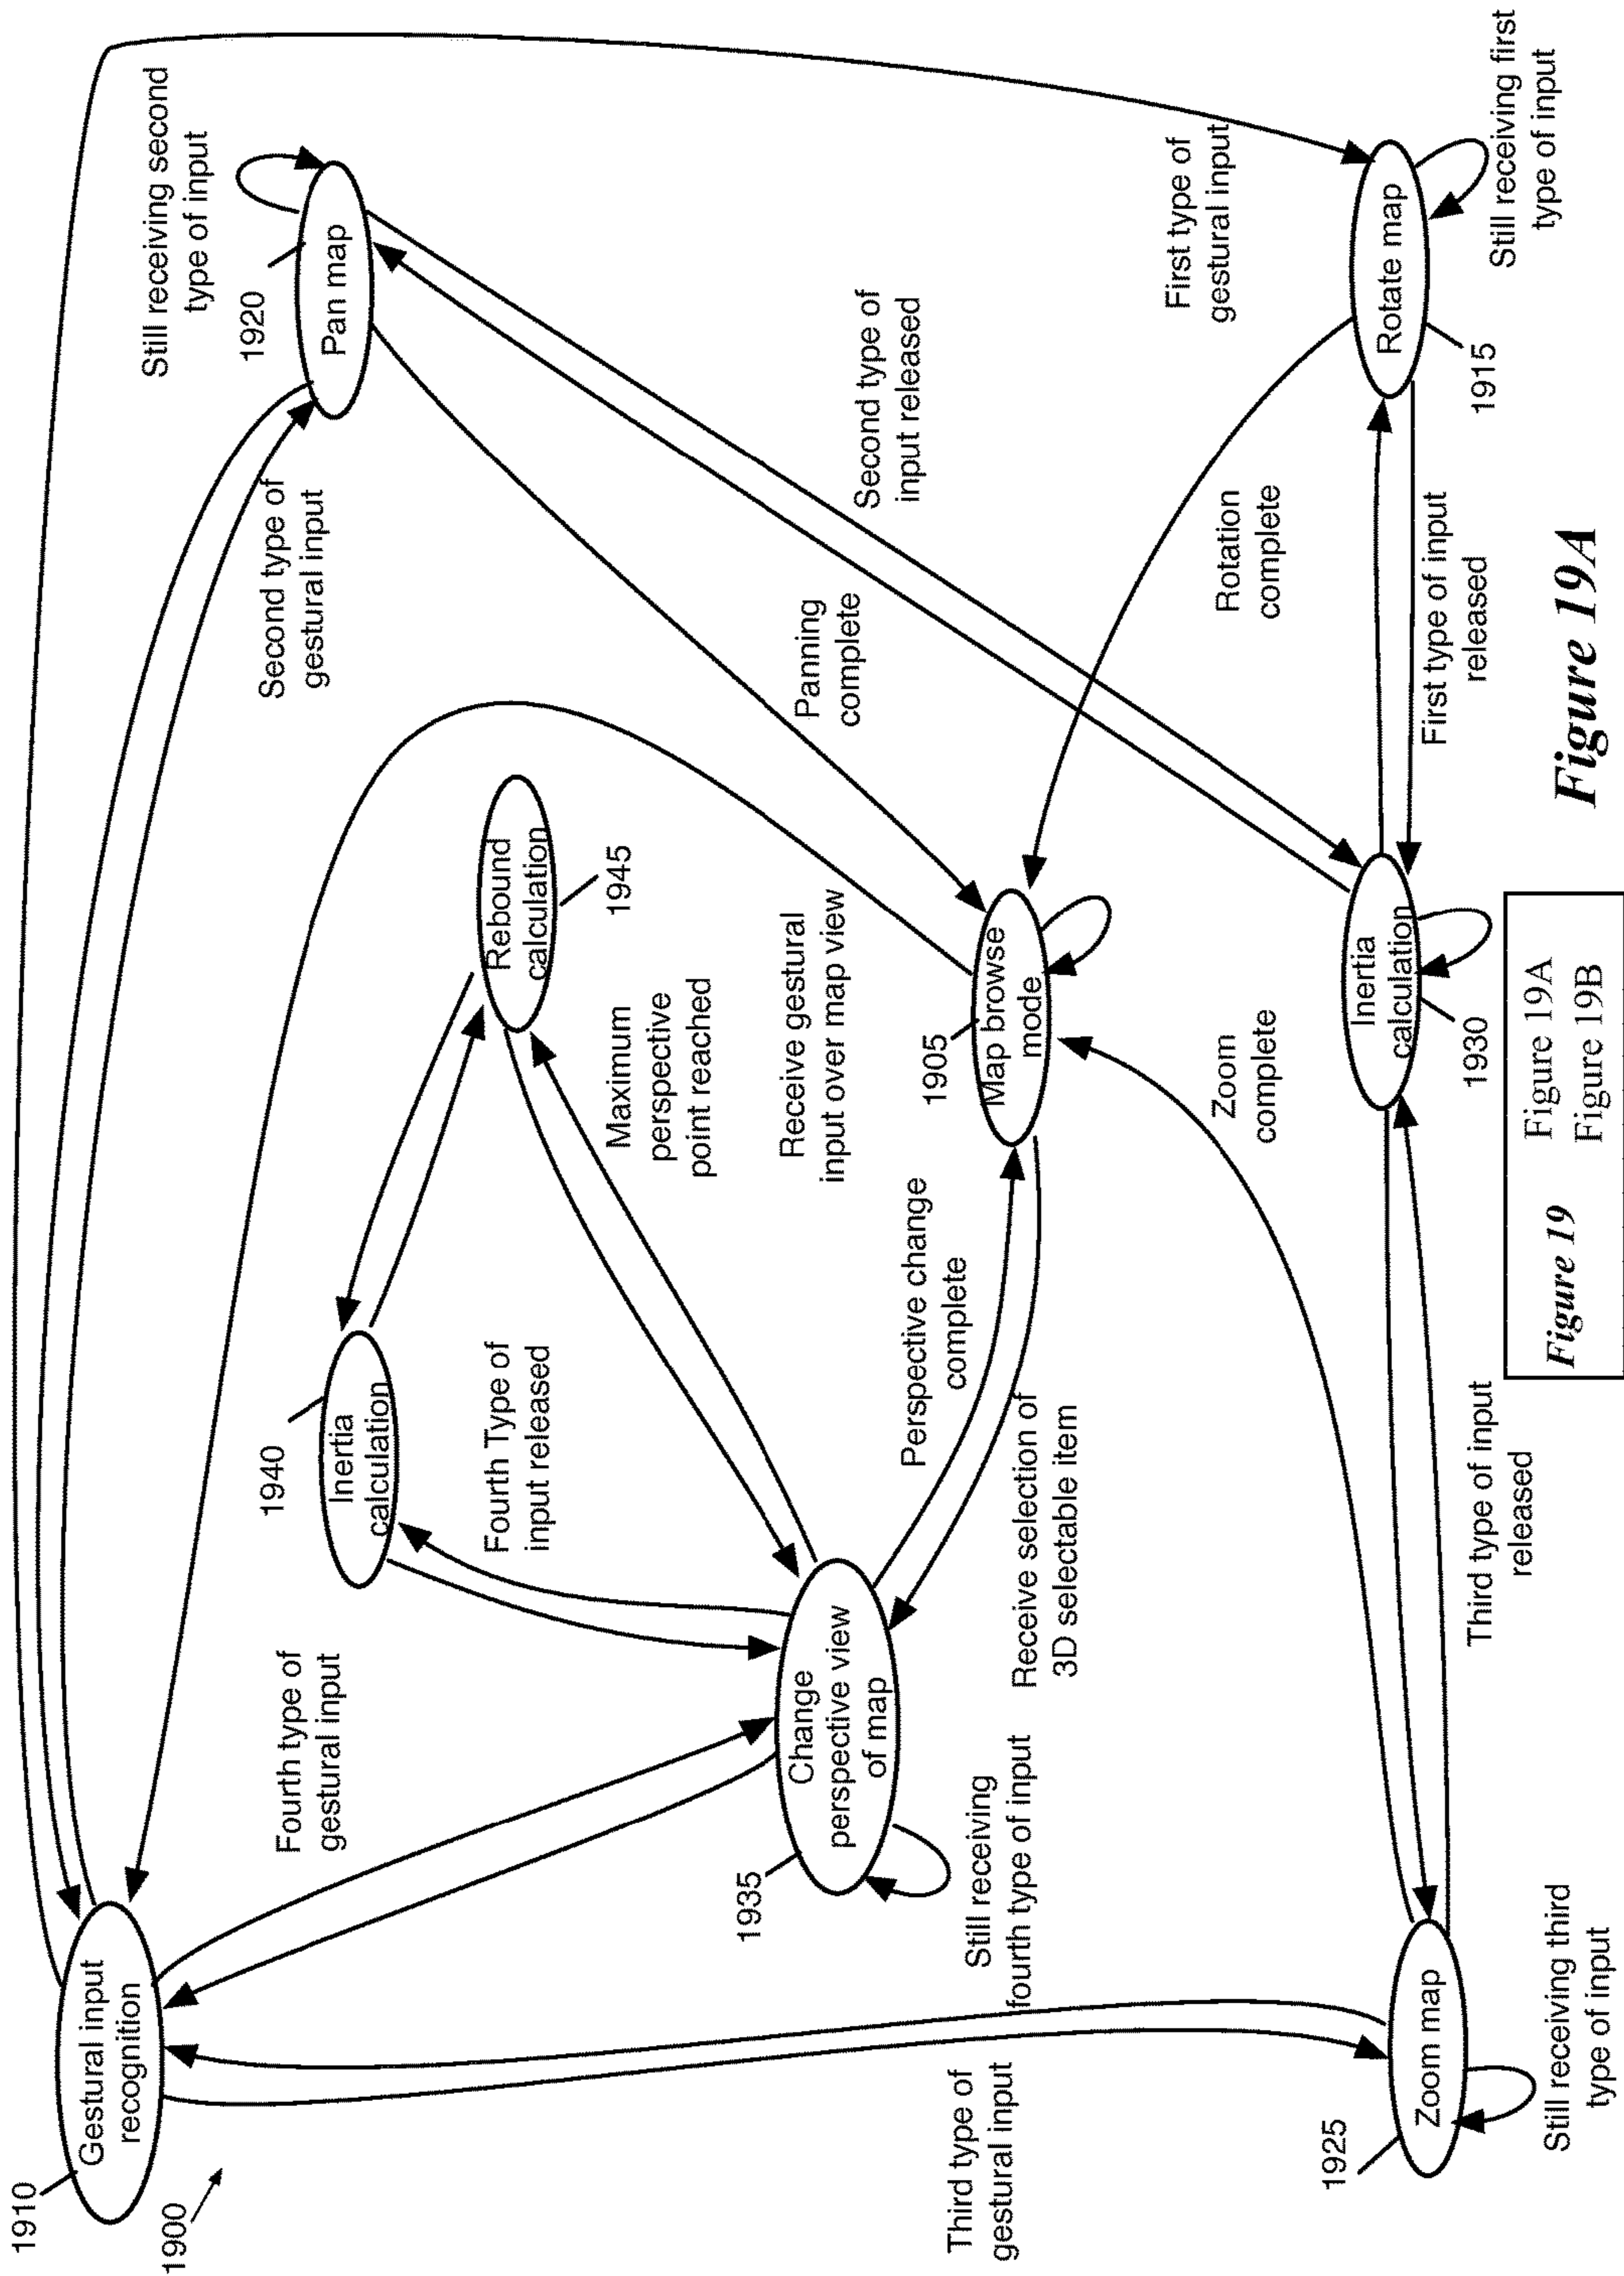 1910
Gestural input
recognition
1900
Second type of
gestural input
Still receiving second
type of input
1920
Pan map
Fourth type of
gestural input
1940
Inertia
calculation
Fourth Type of
input released
Rebound
calculation
1945
Maximum
perspective
point reached
Receive gestural
input over map view
Panning
complete
Second type of
input released
First type of
gestural input
1935
Change
perspective view
of map
Still receiving
fourth type of input
Perspective change
complete
Receive selection of
3D selectable item
1905
Map browse
mode
Rotation
complete
Zoom
complete
Third type of
gestural input
1925
Zoom map
Still receiving third
type of input
Third type of input
released
Inertia
calculation
1930
First type of input
released
Rotate map
1915
Still receiving first
type of input
Figure 19
Figure 19A
Figure 19B
Figure 19A